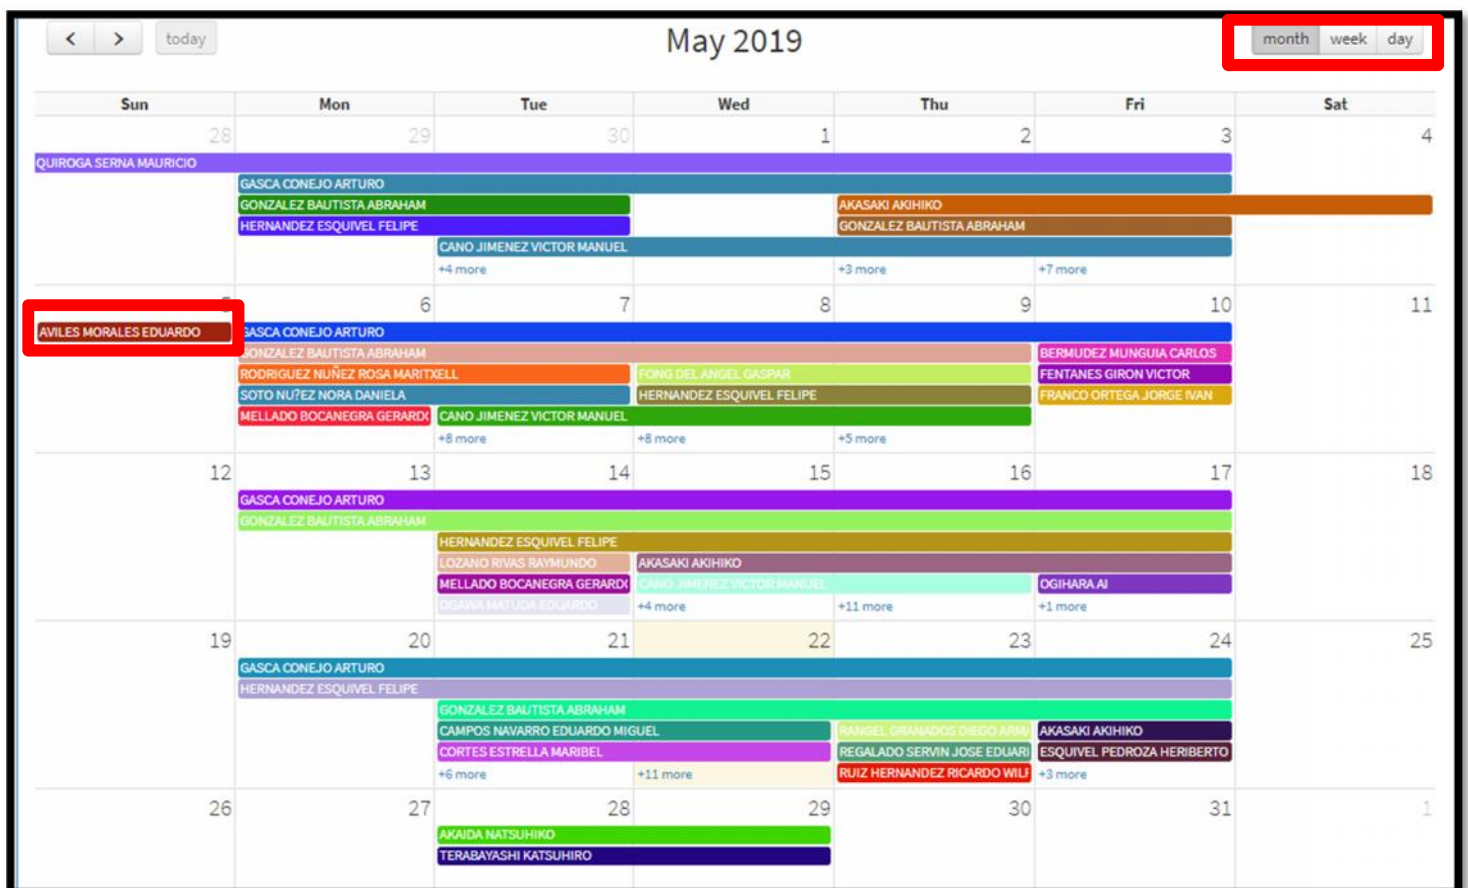 today
May 2019
month week day
Sun Mon Tue Wed Thu Fri Sat
28 29 30 1 2 3 4
QUIROGA SERNA MAURICIO
GASCA CONEJO ARTURO
GONZALEZ BAUTISTA ABRAHAM AKASAKI AKIHIKO
HERNANDEZ ESQUIVEL FELIPE GONZALEZ BAUTISTA ABRAHAM
CANO JIMENEZ VICTOR MANUEL
+4 more +3 more +7 more
6 7 8 9 10 11
AVILES MORALES EDUARDO GASCA CONEJO ARTURO
GONZALEZ BAUTISTA ABRAHAM BERMUDEZ MUNGUIA CARLOS
RODRIGUEZ NUÑEZ ROSA MARITXELL FONG DEL ANGEL GASPAR FENTANES GIRON VICTOR
SOTO NU?EZ NORA DANIELA HERNANDEZ ESQUIVEL FELIPE FRANCO ORTEGA JORGE IVAN
MELLADO BOCANEGRA GERARDO CANO JIMENEZ VICTOR MANUEL
+8 more +8 more +5 more
12 13 14 15 16 17 18
GASCA CONEJO ARTURO
GONZALEZ BAUTISTA ABRAHAM
HERNANDEZ ESQUIVEL FELIPE
LOZANO RIVAS RAYMUNDO AKASAKI AKIHIKO
MELLADO BOCANEGRA GERARDO CANO JIMENEZ VICTOR MANUEL OGIHARA AI
OGAWA MATUDA EDUARDO +4 more +11 more +1 more
19 20 21 22 23 24 25
GASCA CONEJO ARTURO
HERNANDEZ ESQUIVEL FELIPE
GONZALEZ BAUTISTA ABRAHAM
CAMPOS NAVARRO EDUARDO MIGUEL RANGEL GRANADOS DIEGO ARMA AKASAKI AKIHIKO
CORTES ESTRELLA MARIBEL REGALADO SERVIN JOSE EDUAR ESQUIVEL PEDROZA HERIBERTO
+6 more +11 more RUIZ HERNANDEZ RICARDO WILF +3 more
26 27 28 29 30 31 1
AKAIDA NATSUHIKO
TERABAYASHI KATSUHIRO